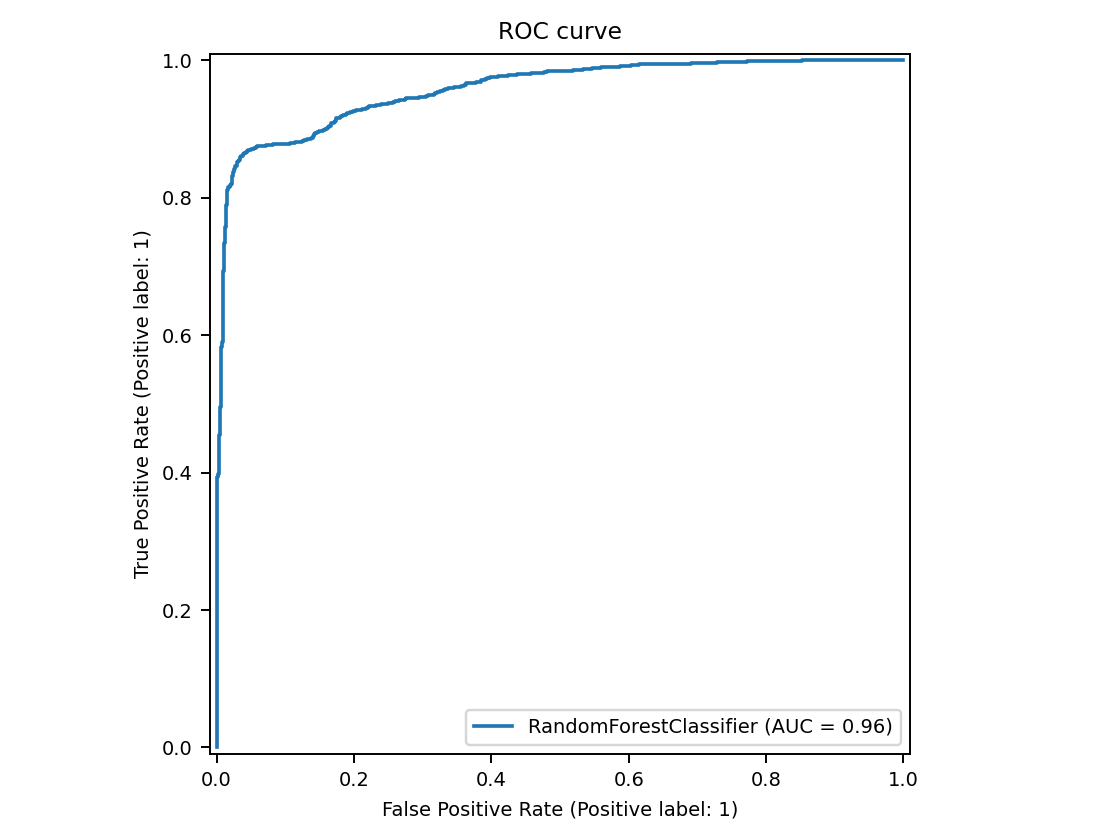 ROC curve
True Positive Rate (Positive label: 1)
1.0
0.8
0.6
0.4
0.2
0.0
RandomForestClassifier (AUC = 0.96)
0.0 0.2 0.4 0.6 0.8 1.0
False Positive Rate (Positive label: 1)